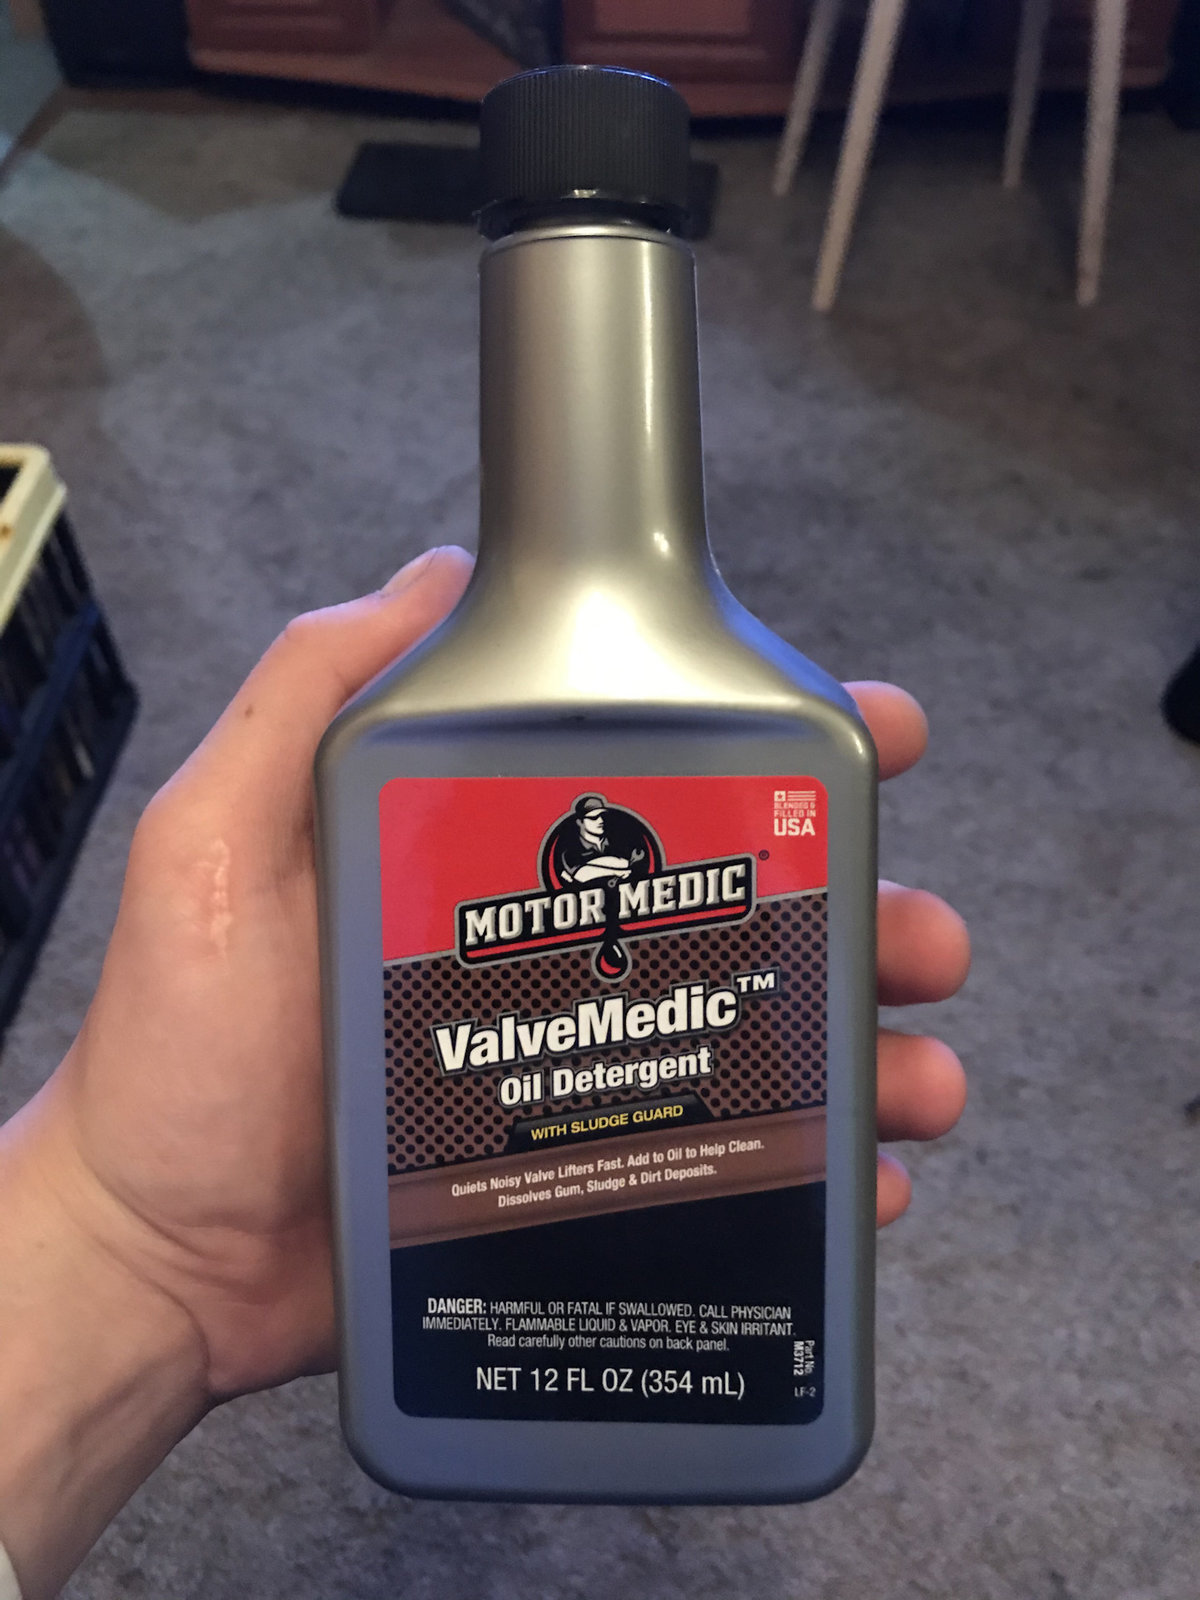 BLENDED &
FILLED IN
USA
MOTOR MEDIC®
ValveMedic™
Oil Detergent
WITH SLUDGE GUARD
Quiets Noisy Valve Lifters Fast. Add to Oil to Help Clean.
Dissolves Gum, Sludge & Dirt Deposits.
DANGER: HARMFUL OR FATAL IF SWALLOWED. CALL PHYSICIAN
IMMEDIATELY. FLAMMABLE LIQUID & VAPOR. EYE & SKIN IRRITANT.
Read carefully other cautions on back panel.
NET 12 FL OZ (354 mL)
Part No.
M3712
LF-2